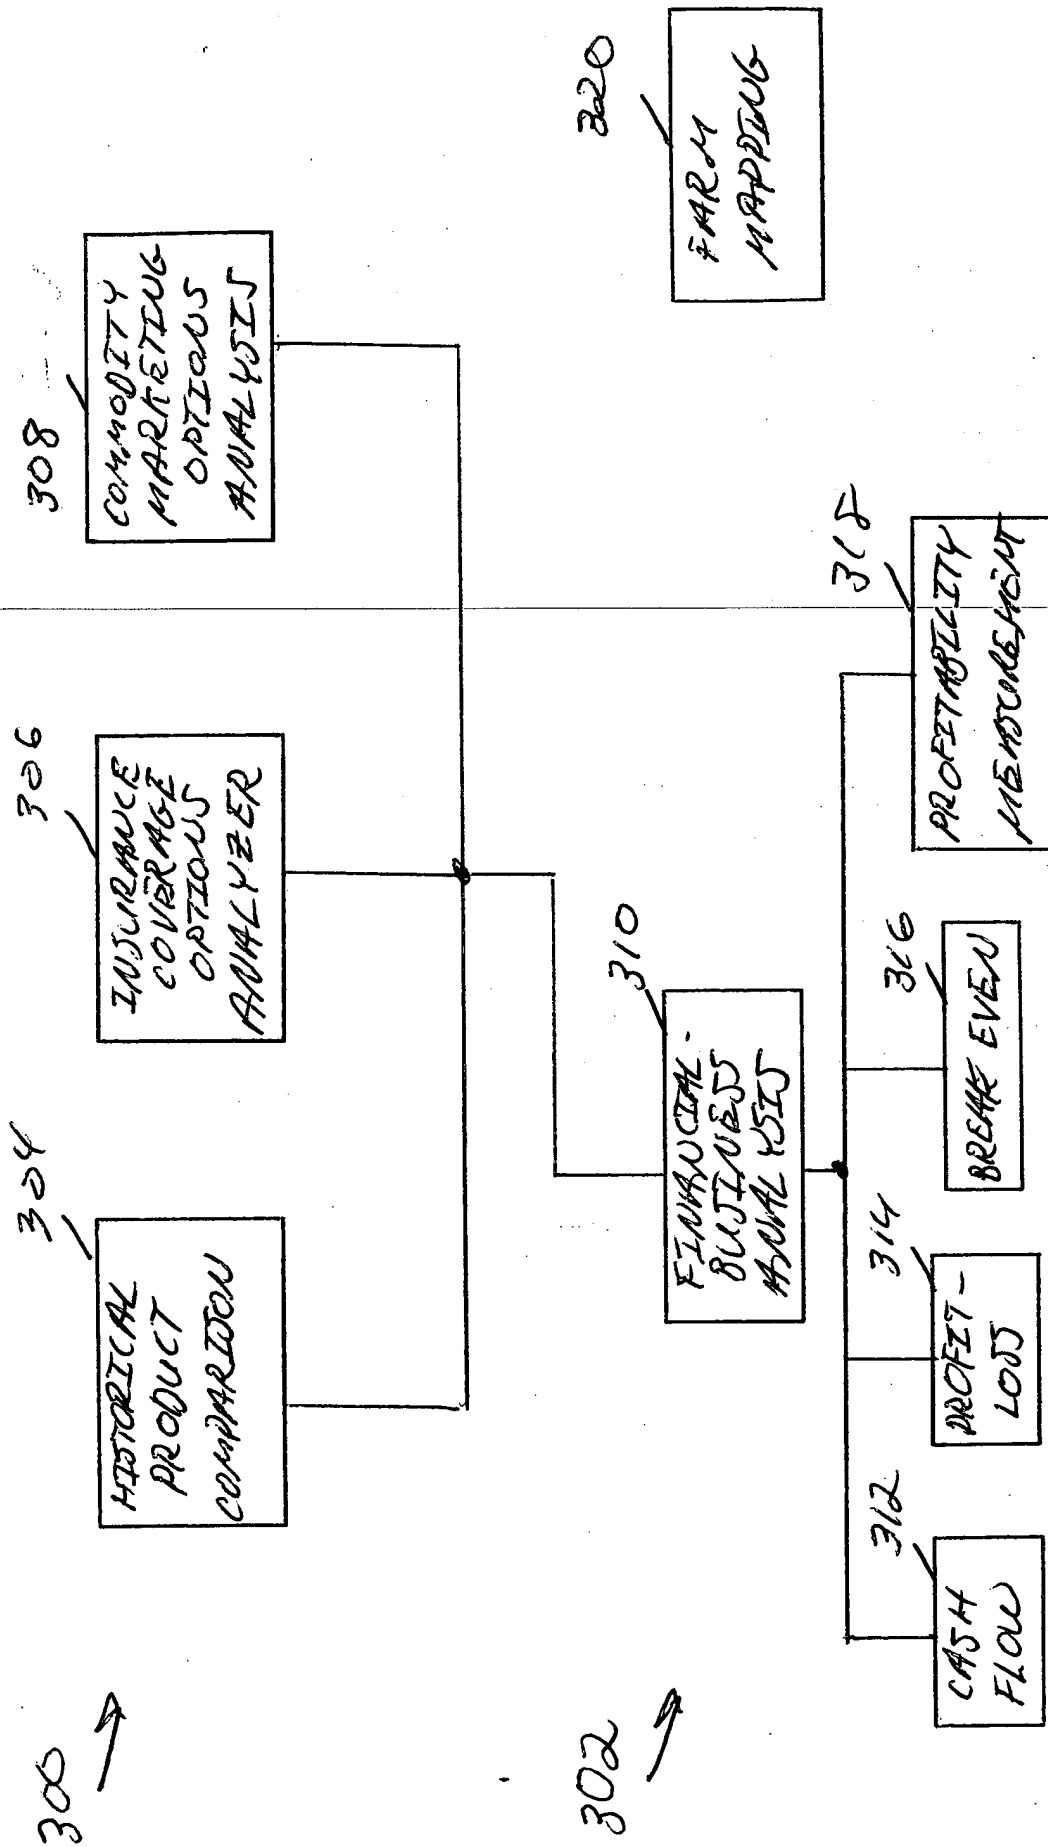 300
304
HISTORICAL
PRODUCT
COMPARISON
306
INSURANCE
COVERAGE
OPTIONS
ANALYZER
308
COMMODITY
MARKETING
OPTIONS
ANALYSIS
302
310
FINANCIAL-
BUSINESS
ANALYSIS
312
CASH
FLOW
314
PROFIT-
LOSS
316
BREAK EVEN
318
PROFITABILITY
MEASUREMENT
320
FARM
MAPPING